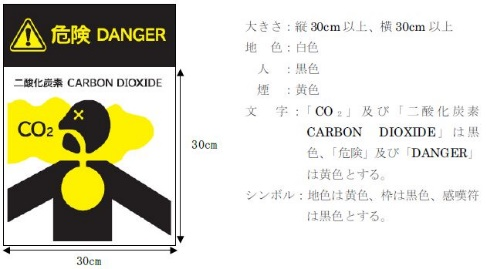 危険 DANGER
二酸化炭素 CARBON DIOXIDE
CO₂
30cm
30cm
大きさ：縦 30cm 以上、横 30cm 以上
地　色：白色
人　：黒色
煙　：黄色
文　字：「CO₂」及び「二酸化炭素
CARBON DIOXIDE」は黒
色、「危険」及び「DANGER」
は黄色とする。
シンボル：地色は黄色、枠は黒色、感嘆符
は黒色とする。